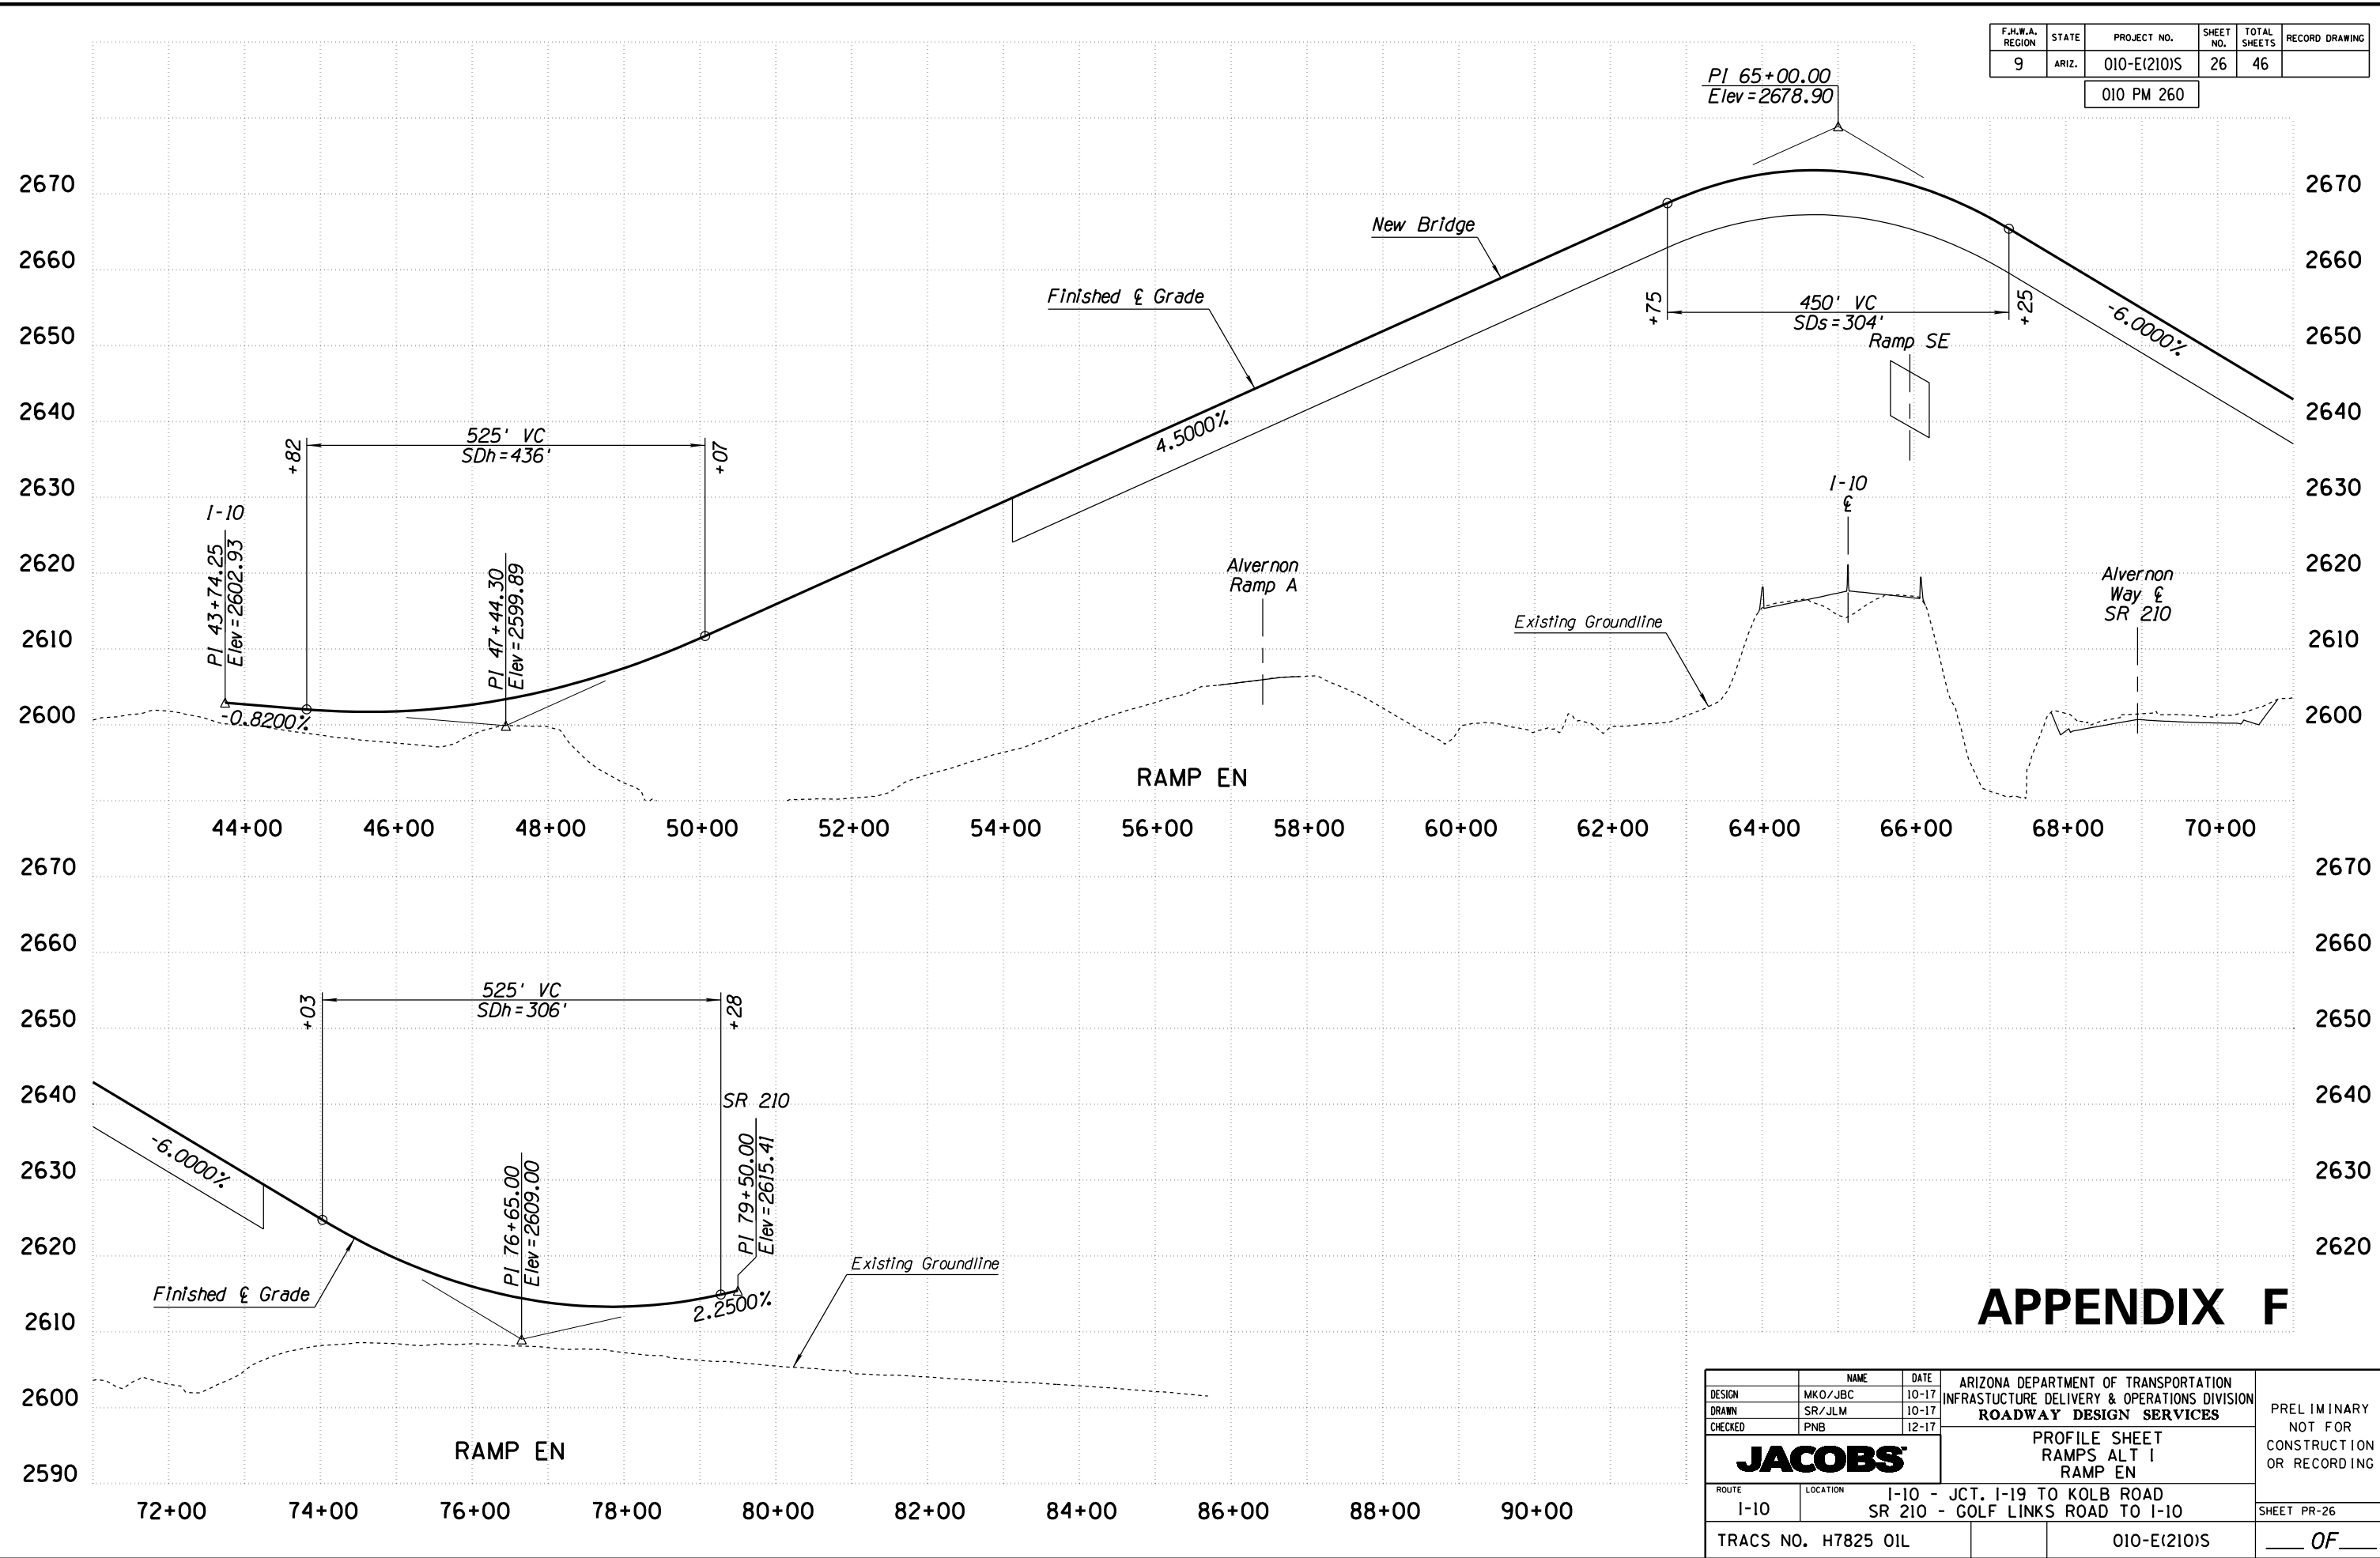 F.H.W.A. REGION STATE PROJECT NO. SHEET NO. TOTAL SHEETS RECORD DRAWING
9 ARIZ. 010-E(210)S 26 46
010 PM 260
PI 65+00.00
Elev=2678.90
2670 2670
New Bridge
2660 2660
Finished ℄ Grade
+75
450' VC
SDs=304'
+25
-6.0000%
2650 2650
Ramp SE
2640 2640
4.5000%
+82
525' VC
SDh=436'
+07
2630 2630
I-10
℄
I-10
PI 43+74.25
Elev=2602.93
PI 47+44.30
Elev=2599.89
2620 2620
Alvernon
Ramp A
Alvernon
Way ℄
SR 210
Existing Groundline
2610 2610
-0.8200%
2600 2600
RAMP EN
44+00 46+00 48+00 50+00 52+00 54+00 56+00 58+00 60+00 62+00 64+00 66+00 68+00 70+00
2670 2670
2660 2660
+03
525' VC
SDh=306'
+28
2650 2650
2640 2640
SR 210
-6.0000%
PI 76+65.00
Elev=2609.00
PI 79+50.00
Elev=2615.41
2630 2630
2620 2620
Existing Groundline
Finished ℄ Grade
2.2500%
2610
APPENDIX F
2600
RAMP EN
2590
72+00 74+00 76+00 78+00 80+00 82+00 84+00 86+00 88+00 90+00
NAME DATE
DESIGN MKO/JBC 10-17
DRAWN SR/JLM 10-17
CHECKED PNB 12-17
ARIZONA DEPARTMENT OF TRANSPORTATION
INFRASTUCTURE DELIVERY & OPERATIONS DIVISION
ROADWAY DESIGN SERVICES
PRELIMINARY
NOT FOR
CONSTRUCTION
OR RECORDING
JACOBS
PROFILE SHEET
RAMPS ALT 1
RAMP EN
ROUTE
I-10
LOCATION
I-10 - JCT. I-19 TO KOLB ROAD
SR 210 - GOLF LINKS ROAD TO I-10
SHEET PR-26
TRACS NO. H7825 01L 010-E(210)S
OF